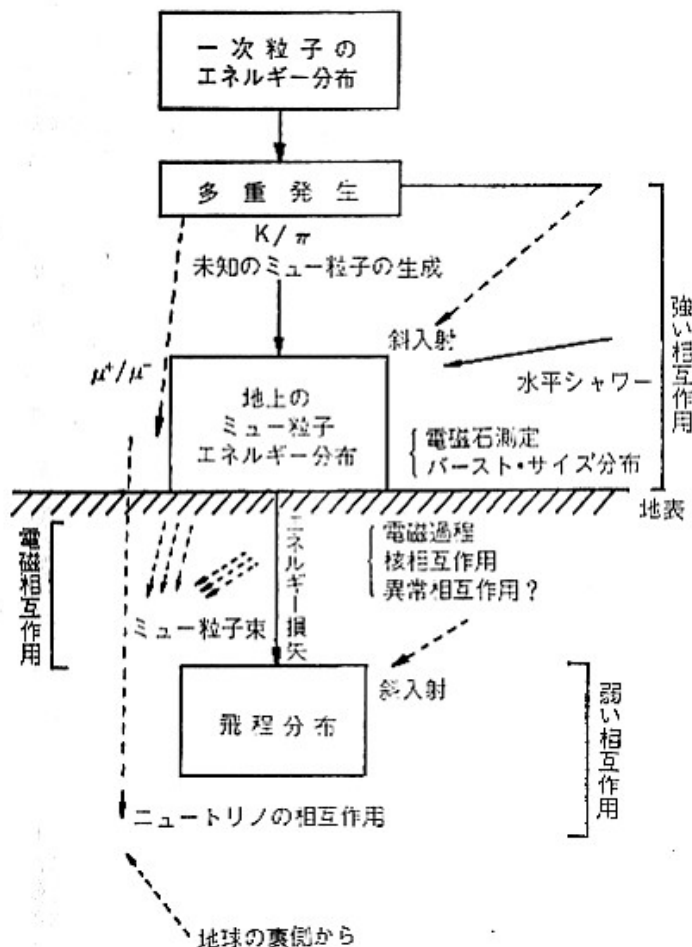 一次粒子の
エネルギー分布
多重発生
K/π
未知のミュー粒子の生成
斜入射
強い相互作用
μ⁺/μ⁻
水平シャワー
地上の
ミュー粒子
エネルギー分布
電磁石測定
バースト・サイズ分布
地表
電磁相互作用
エネルギー損失
電磁過程
核相互作用
異常相互作用?
ミュー粒子束
斜入射
飛程分布
弱い相互作用
ニュートリノの相互作用
地球の裏側から